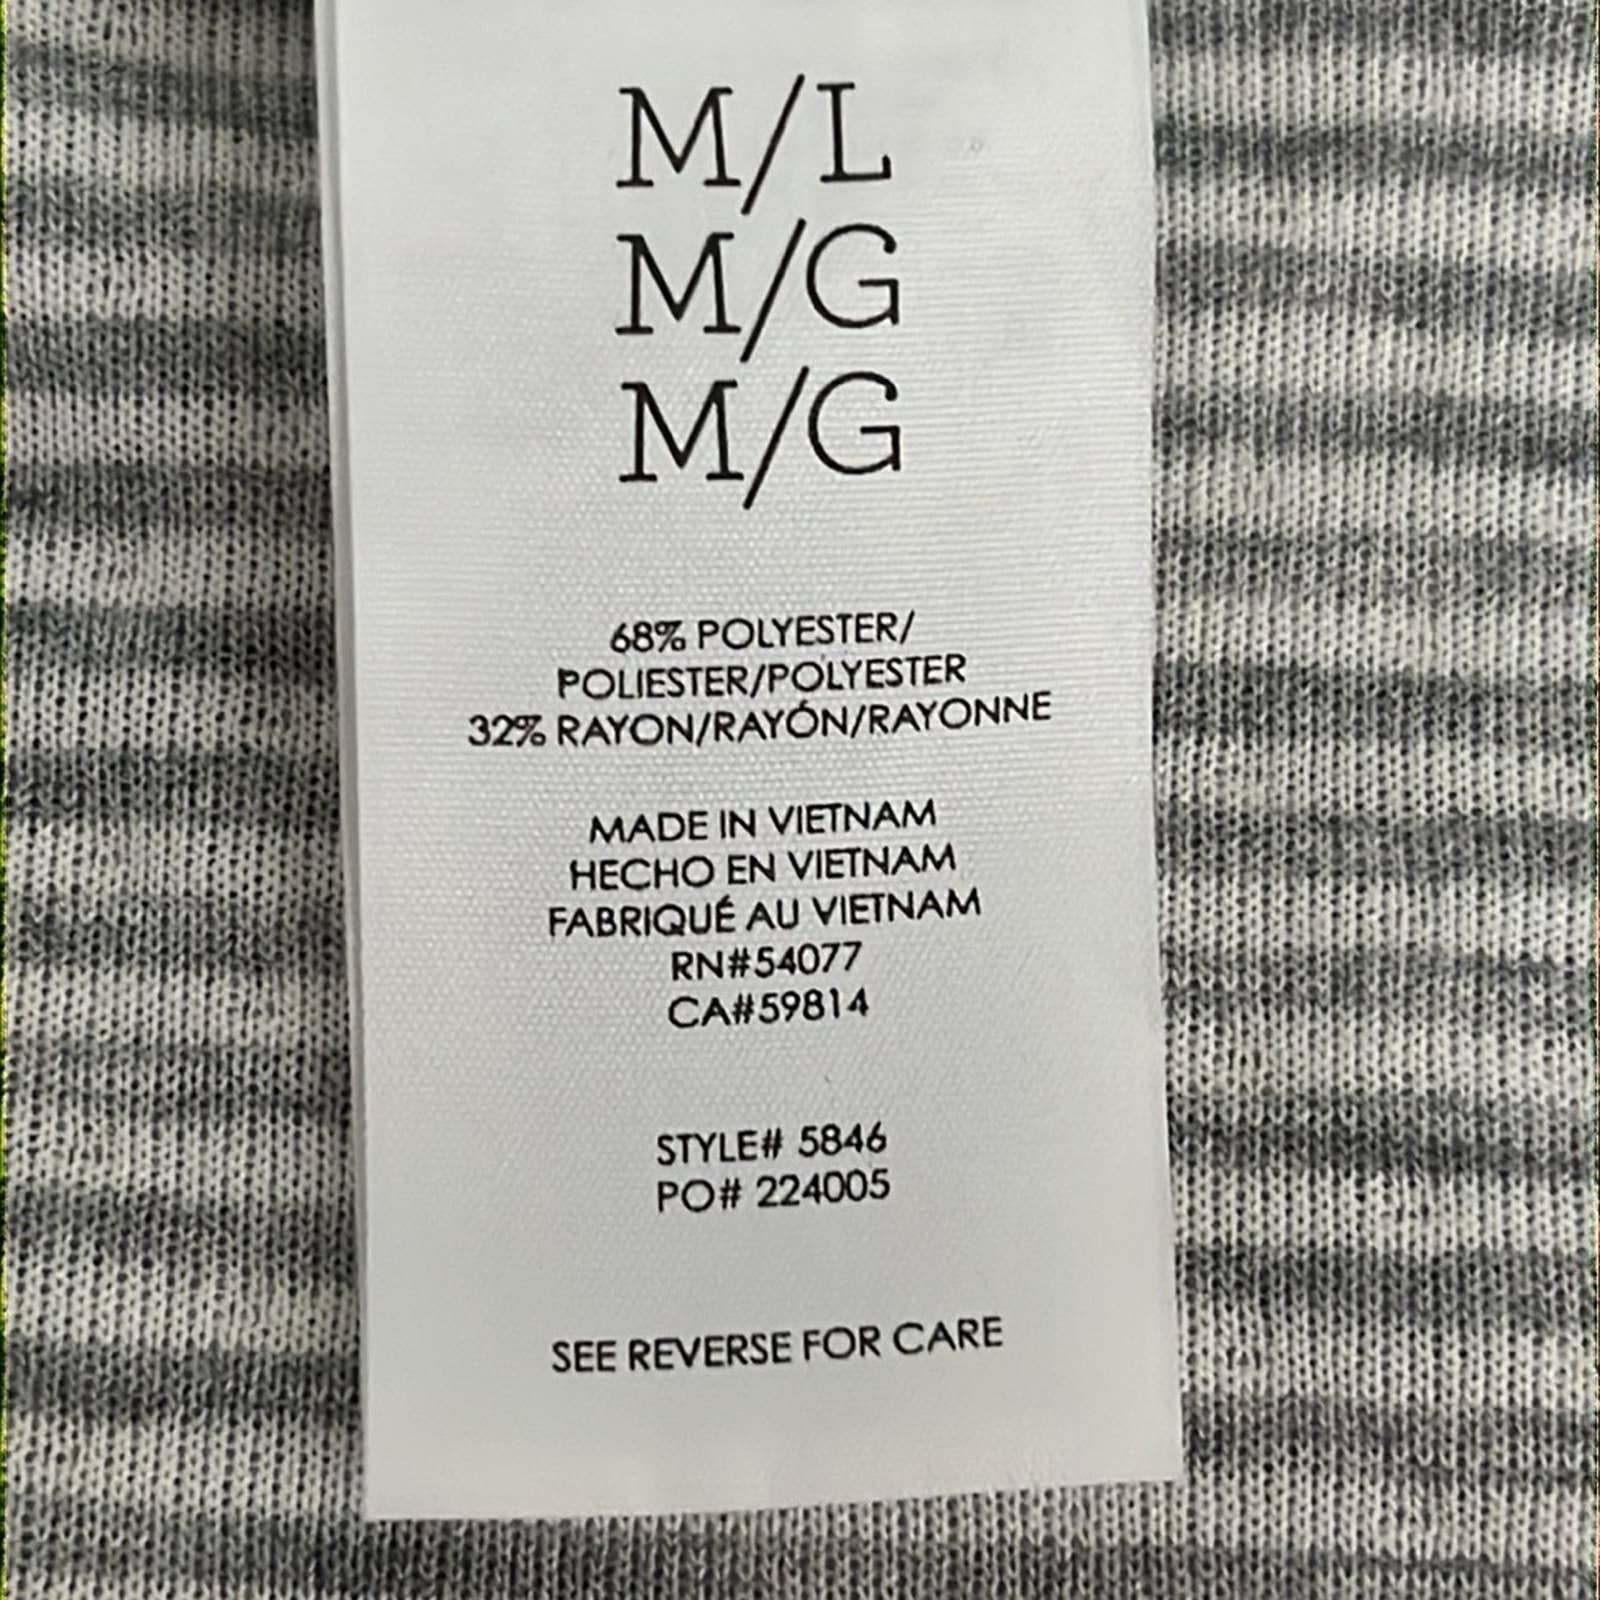 M/L
M/G
M/G
68% POLYESTER/
POLIESTER/POLYESTER
32% RAYON/RAYÓN/RAYONNE
MADE IN VIETNAM
HECHO EN VIETNAM
FABRIQUÉ AU VIETNAM
RN#54077
CA#59814
STYLE# 5846
PO# 224005
SEE REVERSE FOR CARE